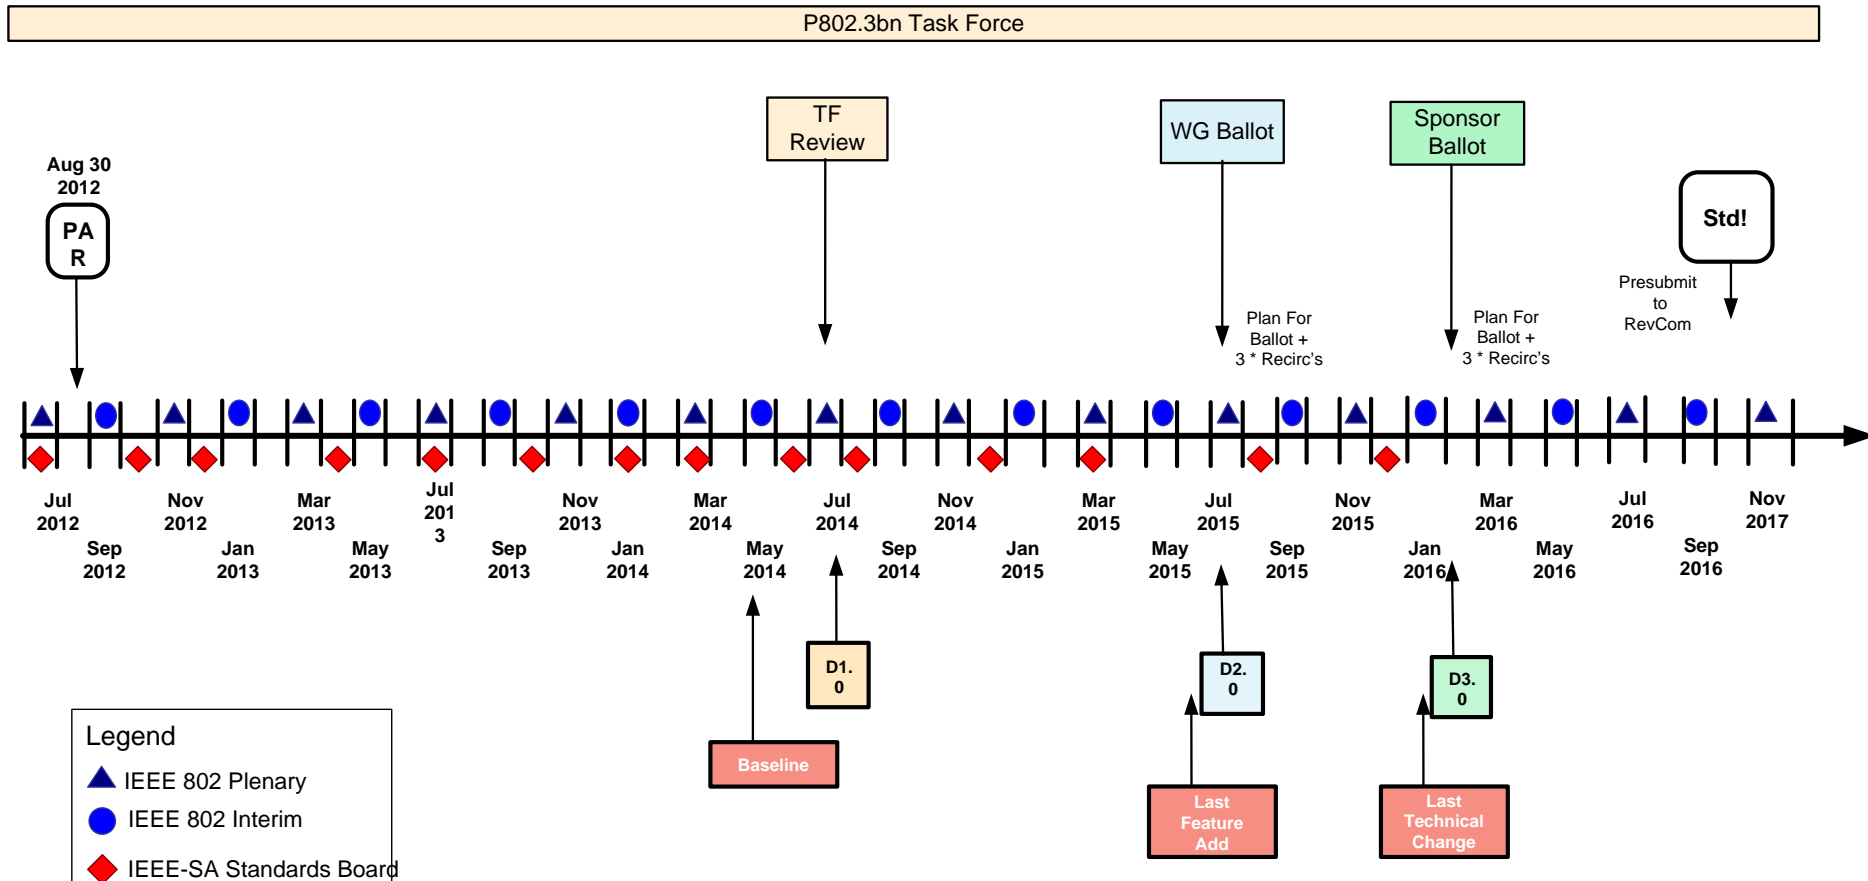 P802.3bn Task Force
TF
Review
WG Ballot
Sponsor
Ballot
Aug 30
2012
PA
R
Std!
Presubmit
to
RevCom
Plan For
Ballot +
3 * Recirc's
Plan For
Ballot +
3 * Recirc's
Jul
2012
Sep
2012
Nov
2012
Jan
2013
Mar
2013
May
2013
Jul
201
3
Sep
2013
Nov
2013
Jan
2014
Mar
2014
May
2014
Jul
2014
Sep
2014
Nov
2014
Jan
2015
Mar
2015
May
2015
Jul
2015
Sep
2015
Nov
2015
Jan
2016
Mar
2016
May
2016
Jul
2016
Sep
2016
Nov
2017
D1.
0
D2.
0
D3.
0
Baseline
Last
Feature
Add
Last
Technical
Change
Legend
IEEE 802 Plenary
IEEE 802 Interim
IEEE-SA Standards Board